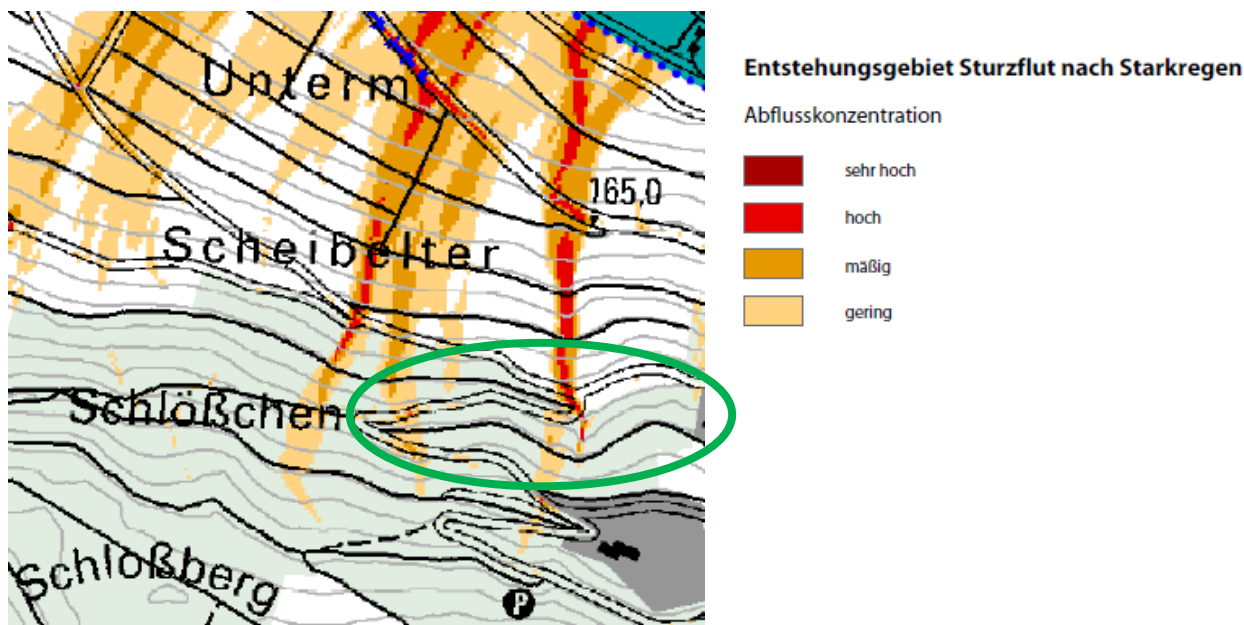 Unterm
165,0
Scheibelter
Schlößchen
Schloßberg
P
Entstehungsgebiet Sturzflut nach Starkregen
Abflusskonzentration
sehr hoch
hoch
mäßig
gering